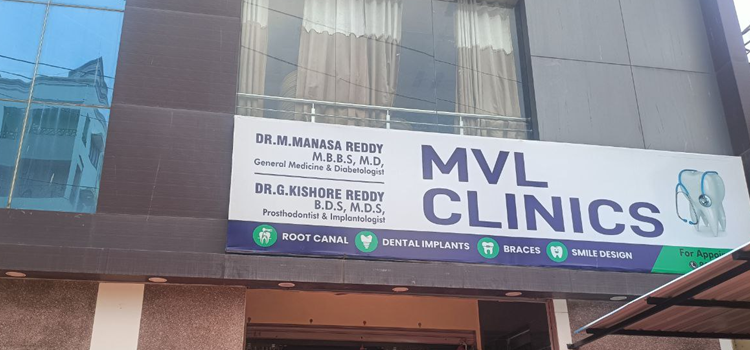 DR.M.MANASA REDDY
M.B.B.S, M.D,
General Medicine & Diabetologist
DR.G.KISHORE REDDY
B.D.S, M.D.S,
Prosthodontist & Implantologist
MVL
CLINICS
ROOT CANAL
DENTAL IMPLANTS
BRACES
SMILE DESIGN
For